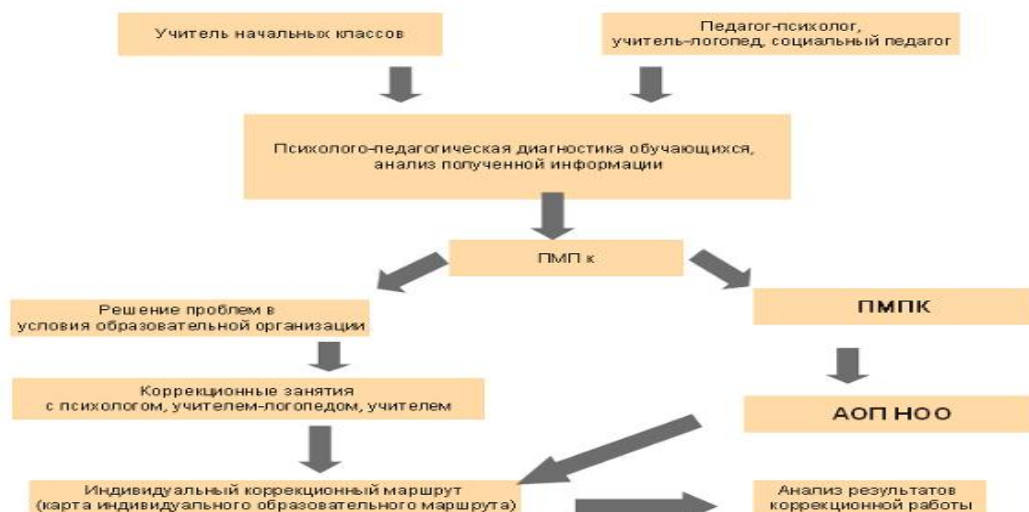 Учитель начальных классов
Педагог-психолог,
учитель-логопед, социальный педагог
Психолого-педагогическая диагностика обучающихся,
анализ полученной информации
ПМП к
Решение проблем в
условия образовательной организации
ПМПК
Коррекционные занятия
с психологом, учителем-логопедом, учителем
АОП НОО
Индивидуальный коррекционный маршрут
(карта индивидуального образовательного маршрута)
Анализ результатов
коррекционной работы